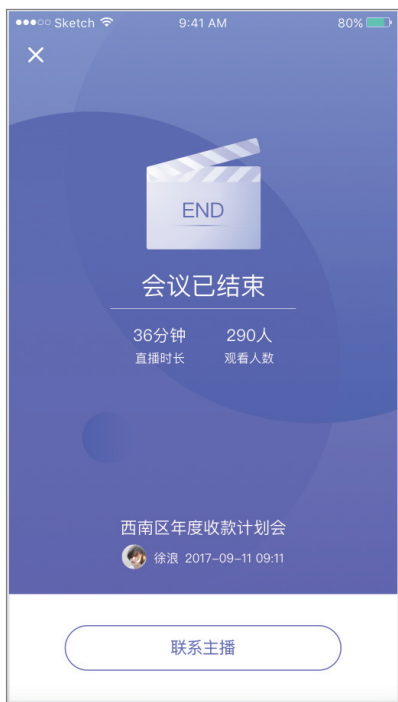 Sketch 9:41 AM 80%
END
会议已结束
36分钟 290人
直播时长 观看人数
西南区年度收款计划会
徐浪 2017-09-11 09:11
联系主播